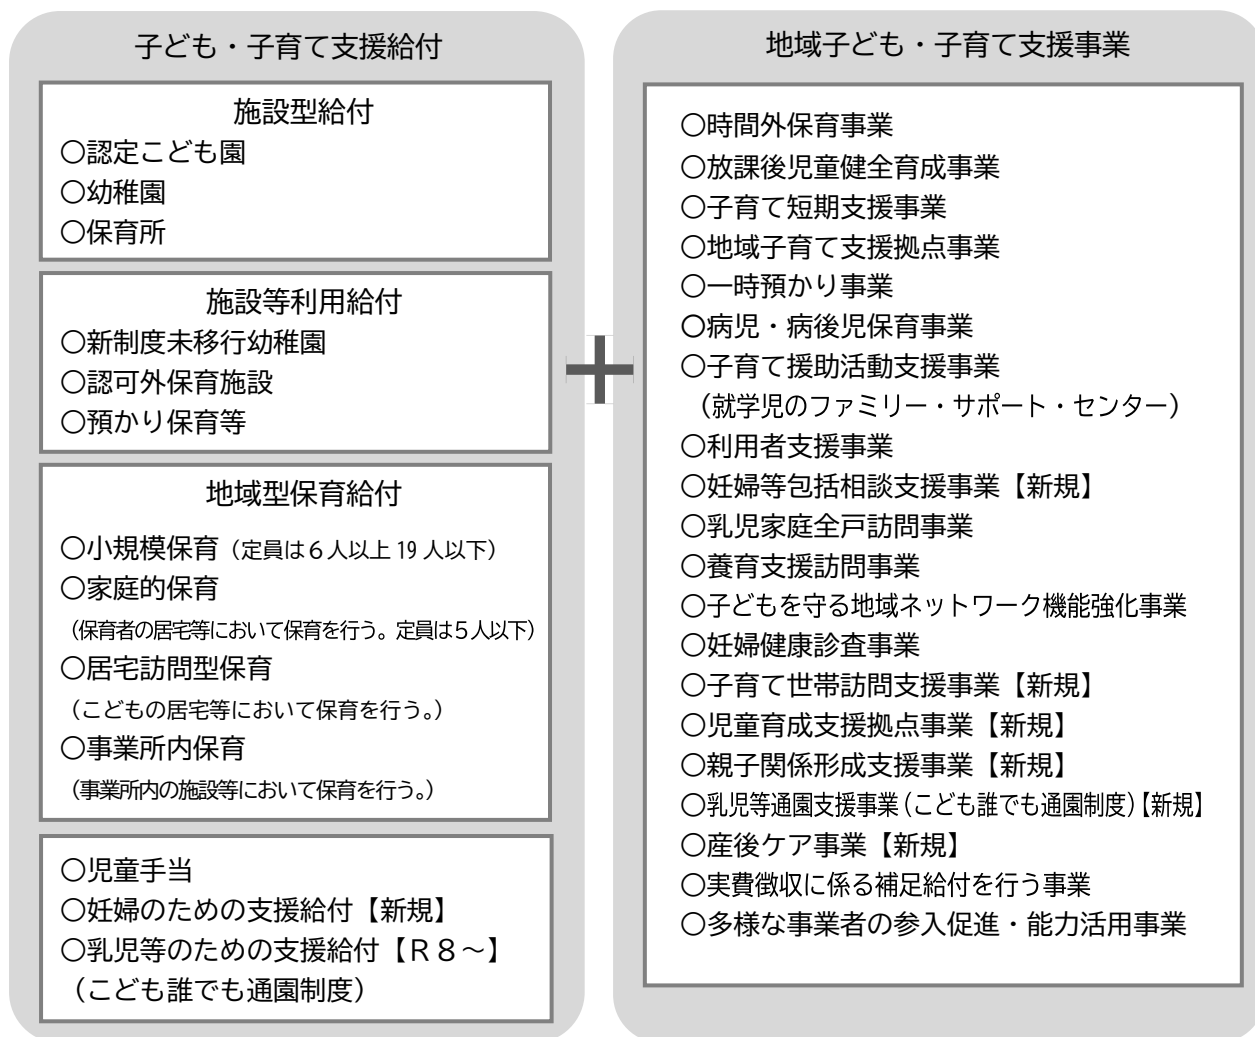 子ども・子育て支援給付
施設型給付
○認定こども園
○幼稚園
○保育所
施設等利用給付
○新制度未移行幼稚園
○認可外保育施設
○預かり保育等
地域型保育給付
○小規模保育（定員は６人以上 19 人以下）
○家庭的保育
（保育者の居宅等において保育を行う。定員は５人以下）
○居宅訪問型保育
（こどもの居宅等において保育を行う。）
○事業所内保育
（事業所内の施設等において保育を行う。）
○児童手当
○妊婦のための支援給付【新規】
○乳児等のための支援給付【Ｒ８～】
（こども誰でも通園制度）
＋
地域子ども・子育て支援事業
○時間外保育事業
○放課後児童健全育成事業
○子育て短期支援事業
○地域子育て支援拠点事業
○一時預かり事業
○病児・病後児保育事業
○子育て援助活動支援事業
（就学児のファミリー・サポート・センター）
○利用者支援事業
○妊婦等包括相談支援事業【新規】
○乳児家庭全戸訪問事業
○養育支援訪問事業
○子どもを守る地域ネットワーク機能強化事業
○妊婦健康診査事業
○子育て世帯訪問支援事業【新規】
○児童育成支援拠点事業【新規】
○親子関係形成支援事業【新規】
○乳児等通園支援事業（こども誰でも通園制度）【新規】
○産後ケア事業【新規】
○実費徴収に係る補足給付を行う事業
○多様な事業者の参入促進・能力活用事業